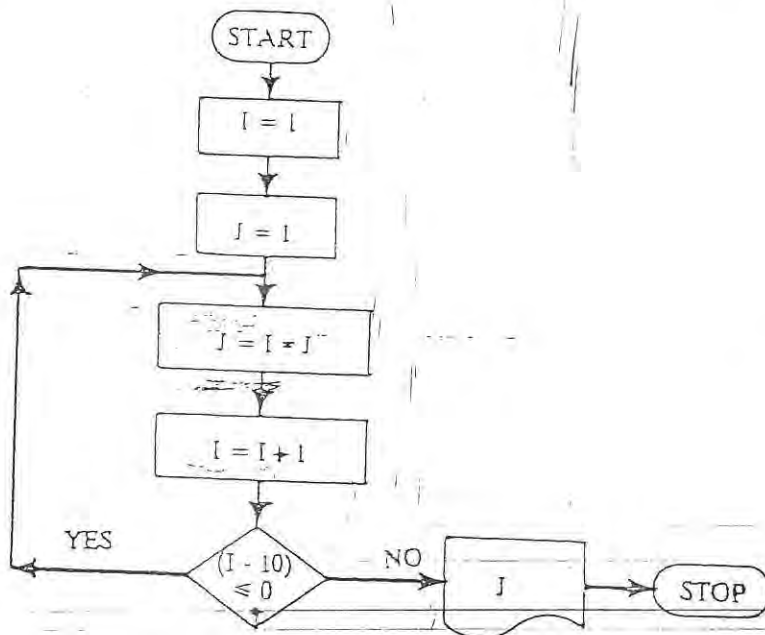 START
I = 1
J = 1
J = I * J
I = I + 1
YES
(I - 10)
≤ 0
NO
J
STOP